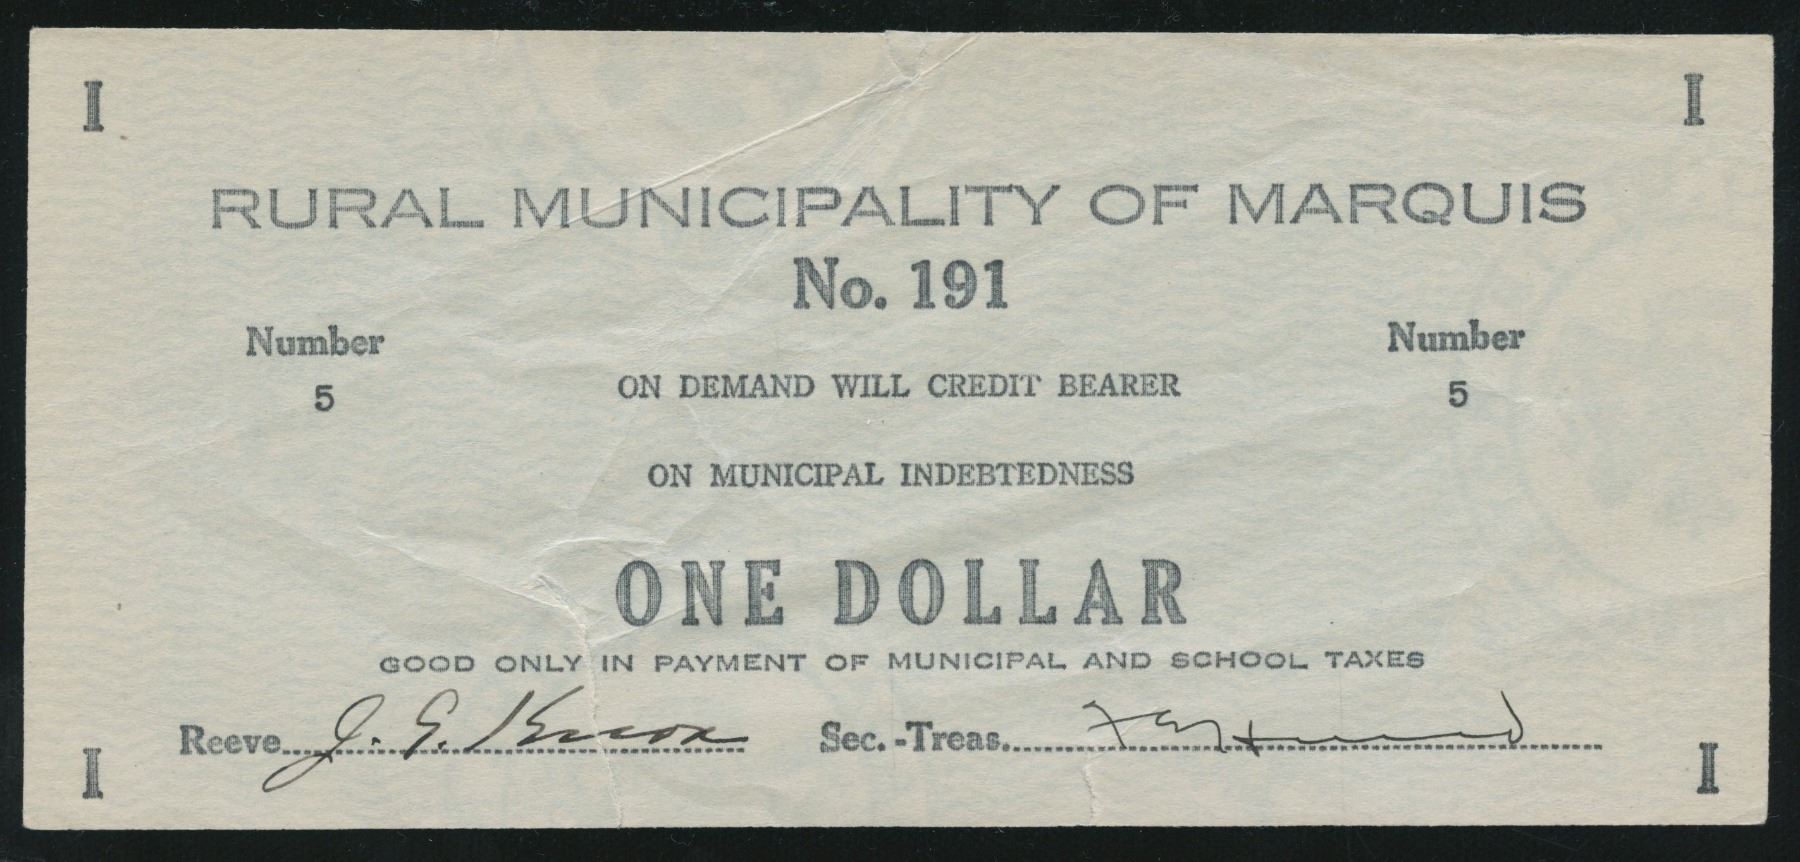 I I
RURAL MUNICIPALITY OF MARQUIS
No. 191
Number Number
5 ON DEMAND WILL CREDIT BEARER 5
ON MUNICIPAL INDEBTEDNESS
ONE DOLLAR
GOOD ONLY IN PAYMENT OF MUNICIPAL AND SCHOOL TAXES
Reeve J. G. Sec.-Treas.
I I